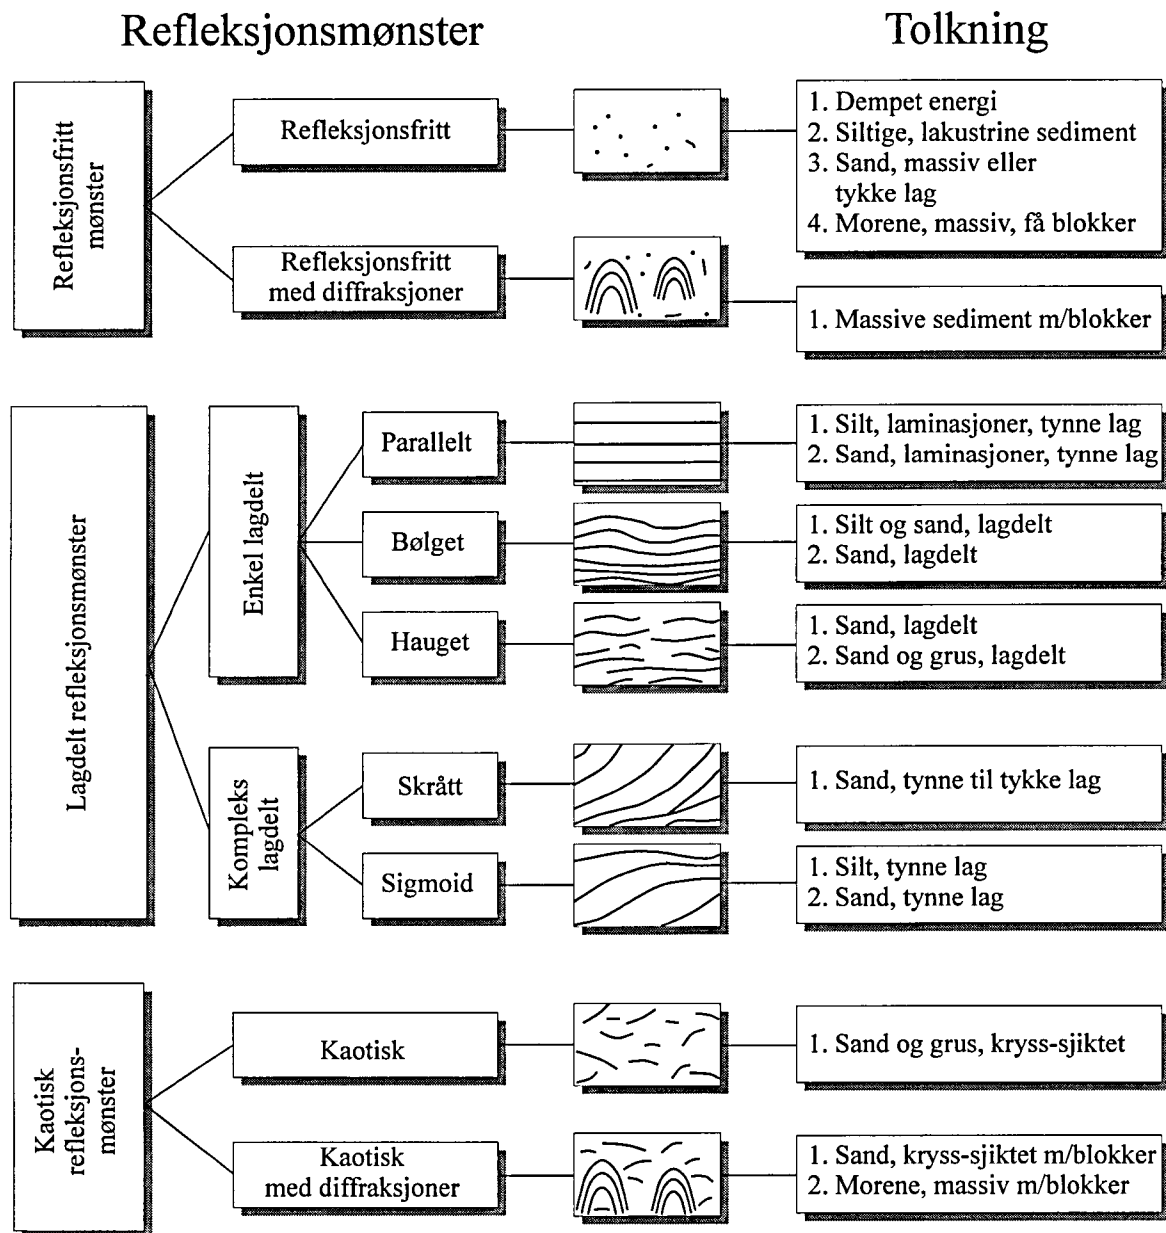 Refleksjonsmønster
Tolkning
Refleksjonsfritt
mønster
Refleksjonsfritt
1. Dempet energi
2. Siltige, lakustrine sediment
3. Sand, massiv eller
tykke lag
4. Morene, massiv, få blokker
Refleksjonsfritt
med diffraksjoner
1. Massive sediment m/blokker
Lagdelt refleksjonsmønster
Enkel lagdelt
Parallelt
1. Silt, laminasjoner, tynne lag
2. Sand, laminasjoner, tynne lag
Bølget
1. Silt og sand, lagdelt
2. Sand, lagdelt
Hauget
1. Sand, lagdelt
2. Sand og grus, lagdelt
Kompleks
lagdelt
Skrått
1. Sand, tynne til tykke lag
Sigmoid
1. Silt, tynne lag
2. Sand, tynne lag
Kaotisk
refleksjons-
mønster
Kaotisk
1. Sand og grus, kryss-sjiktet
Kaotisk
med diffraksjoner
1. Sand, kryss-sjiktet m/blokker
2. Morene, massiv m/blokker